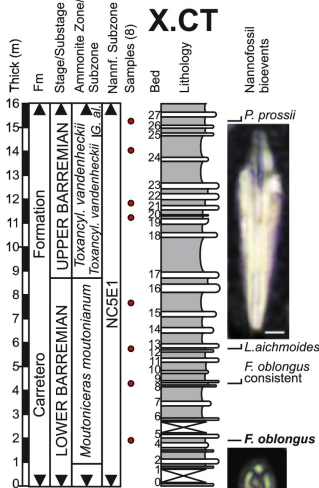 X.CT
Thick (m)
Fm
Stage/Substage
Ammonite Zone/
Subzone
Nannf. Subzone
Samples (8)
Bed
Lithology
Nannofossil
bioevents
16
15
14
13
12
11
10
9
8
7
6
5
4
3
2
1
0
Carretero Formation
LOWER BARREMIAN
UPPER BARREMIAN
Moutoniceras moutonianum
Toxancyl. vandenheckii
Toxancyl. vandenheckii
G. al.
NC5E1
27
26
25
24
23
22
21
20
19
18
17
16
15
14
13
12
11
10
9
8
7
6
5
4
2
1
0
P. prossii
L.aichmoides
F. oblongus
consistent
F. oblongus